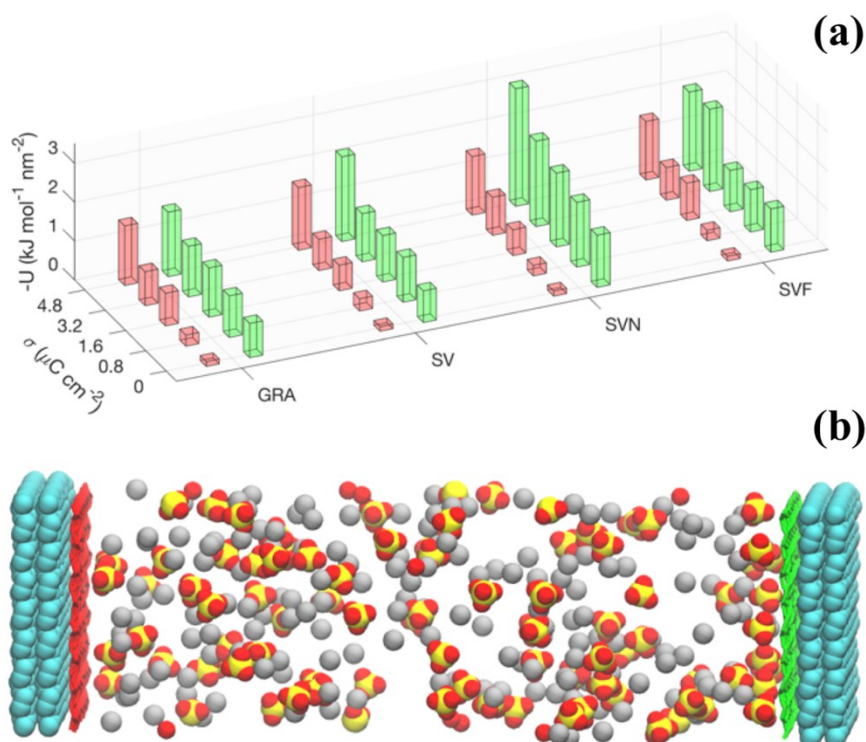 (a)
-U (kJ mol⁻¹ nm⁻²)
3
2
1
0
4.8
3.2
1.6
0.8
0
σ (μC cm⁻²)
GRA
SV
SVN
SVF
(b)